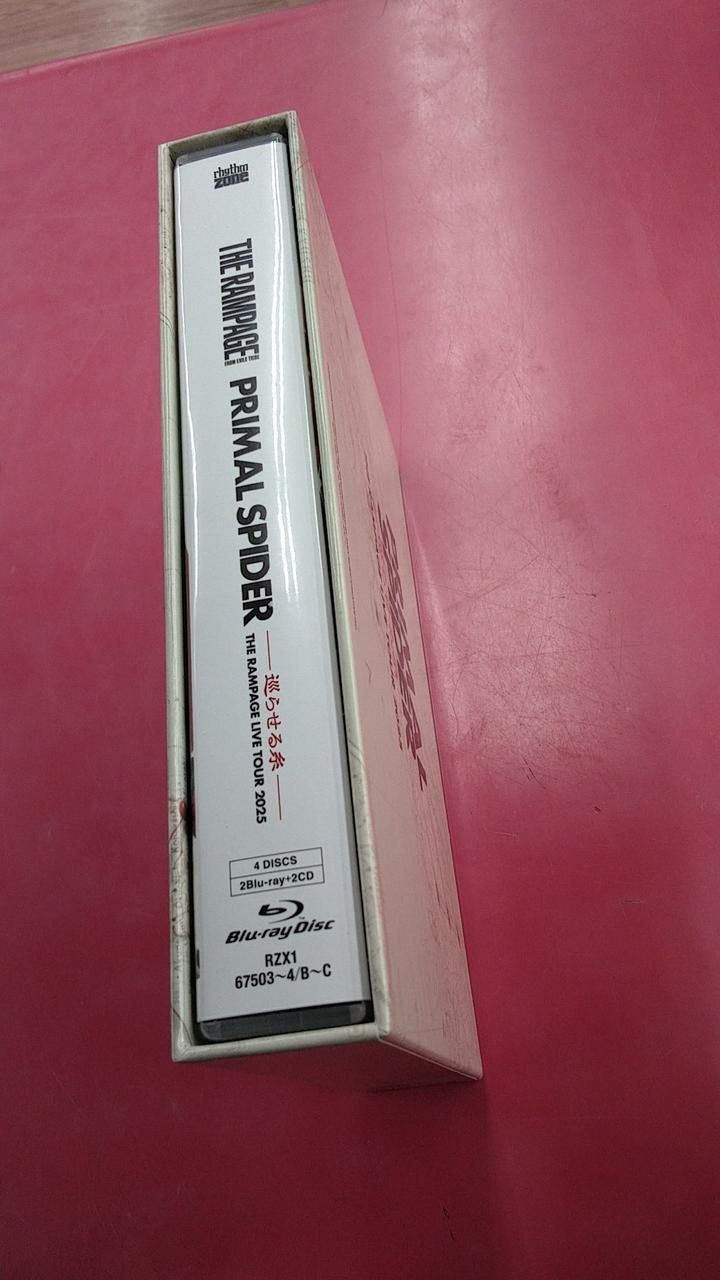 rhythm
zone
THE RAMPAGE
FROM EXILE TRIBE
PRIMAL SPIDER
―巡らせる糸―
THE RAMPAGE LIVE TOUR 2025
4 DISCS
2Blu-ray+2CD
Blu-ray Disc
RZX1
67503~4/B~C